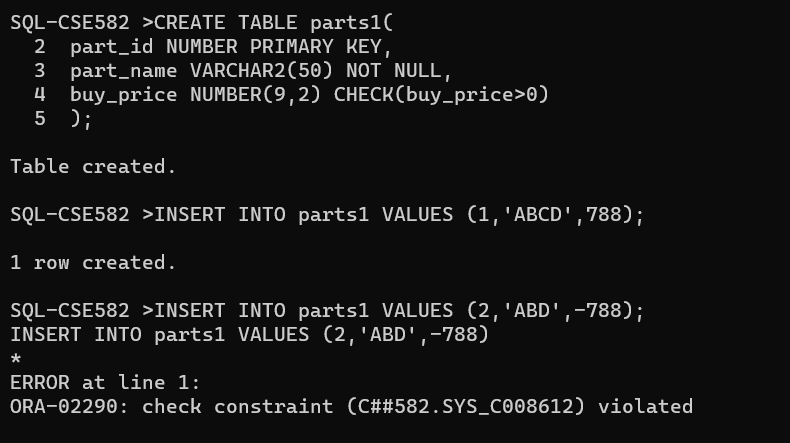 SQL-CSE582 >CREATE TABLE parts1(
2 part_id NUMBER PRIMARY KEY,
3 part_name VARCHAR2(50) NOT NULL,
4 buy_price NUMBER(9,2) CHECK(buy_price>0)
5 );
Table created.
SQL-CSE582 >INSERT INTO parts1 VALUES (1,'ABCD',788);
1 row created.
SQL-CSE582 >INSERT INTO parts1 VALUES (2,'ABD',-788);
INSERT INTO parts1 VALUES (2,'ABD',-788)
*
ERROR at line 1:
ORA-02290: check constraint (C##582.SYS_C008612) violated